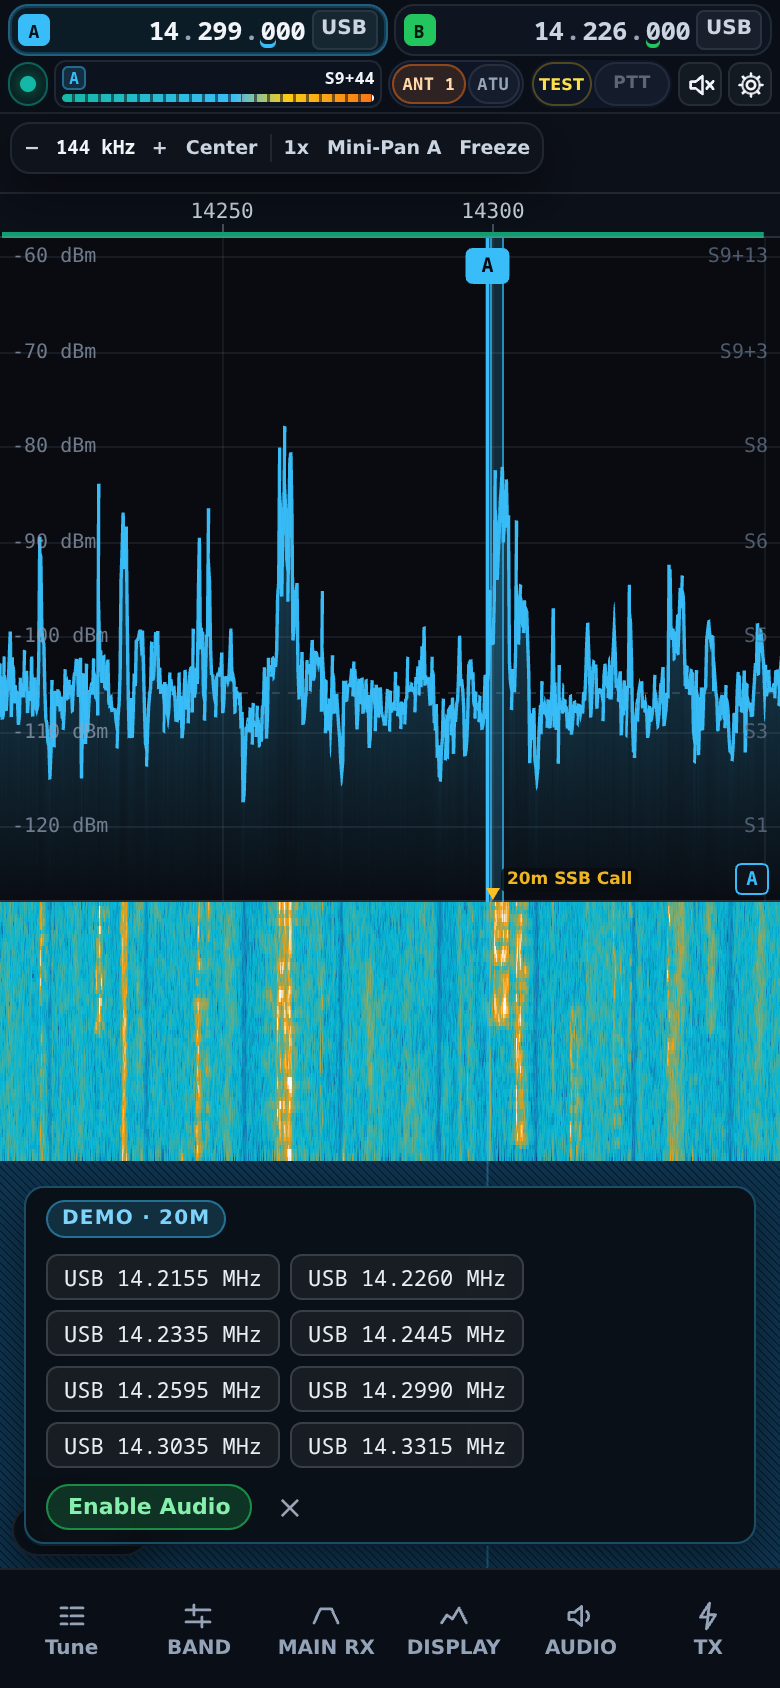 A 14.299.000 USB B 14.226.000 USB
A S9+44 ANT 1 ATU TEST PTT
− 144 kHz + Center 1x Mini-Pan A Freeze
14250 14300
-60 dBm S9+13
A
-70 dBm S9+3
-80 dBm S8
-90 dBm S6
-100 dBm S5
-110 dBm S3
-120 dBm S1
20m SSB Call A
DEMO · 20M
USB 14.2155 MHz USB 14.2260 MHz
USB 14.2335 MHz USB 14.2445 MHz
USB 14.2595 MHz USB 14.2990 MHz
USB 14.3035 MHz USB 14.3315 MHz
Enable Audio ×
Tune BAND MAIN RX DISPLAY AUDIO TX